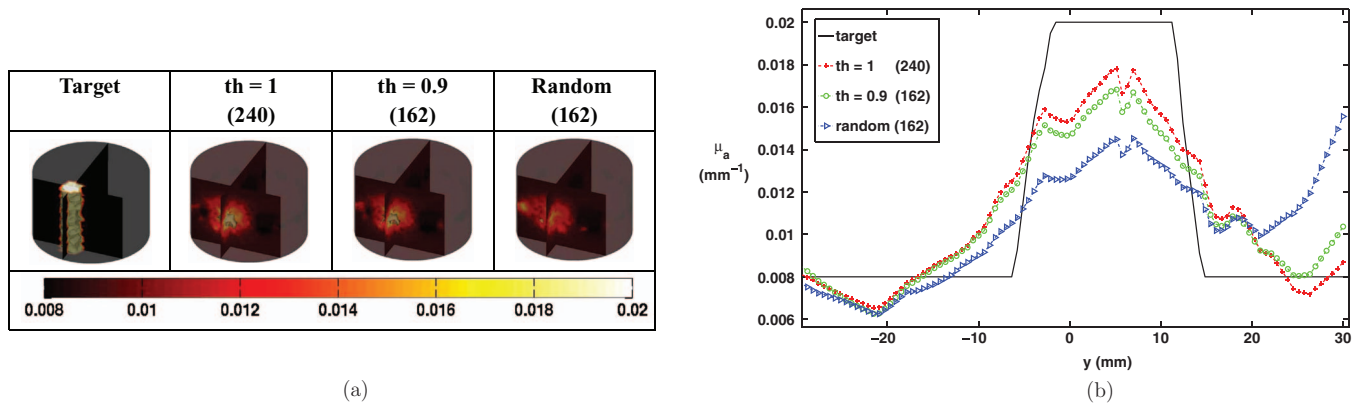 Target th = 1 th = 0.9 Random
(240) (162) (162)
0.008 0.01 0.012 0.014 0.016 0.018 0.02
(a)
0.02
0.018
0.016
0.014
0.012
0.01
0.008
0.006
μa
(mm−1)
target
th = 1 (240)
th = 0.9 (162)
random (162)
−20 −10 0 10 20 30
y (mm)
(b)